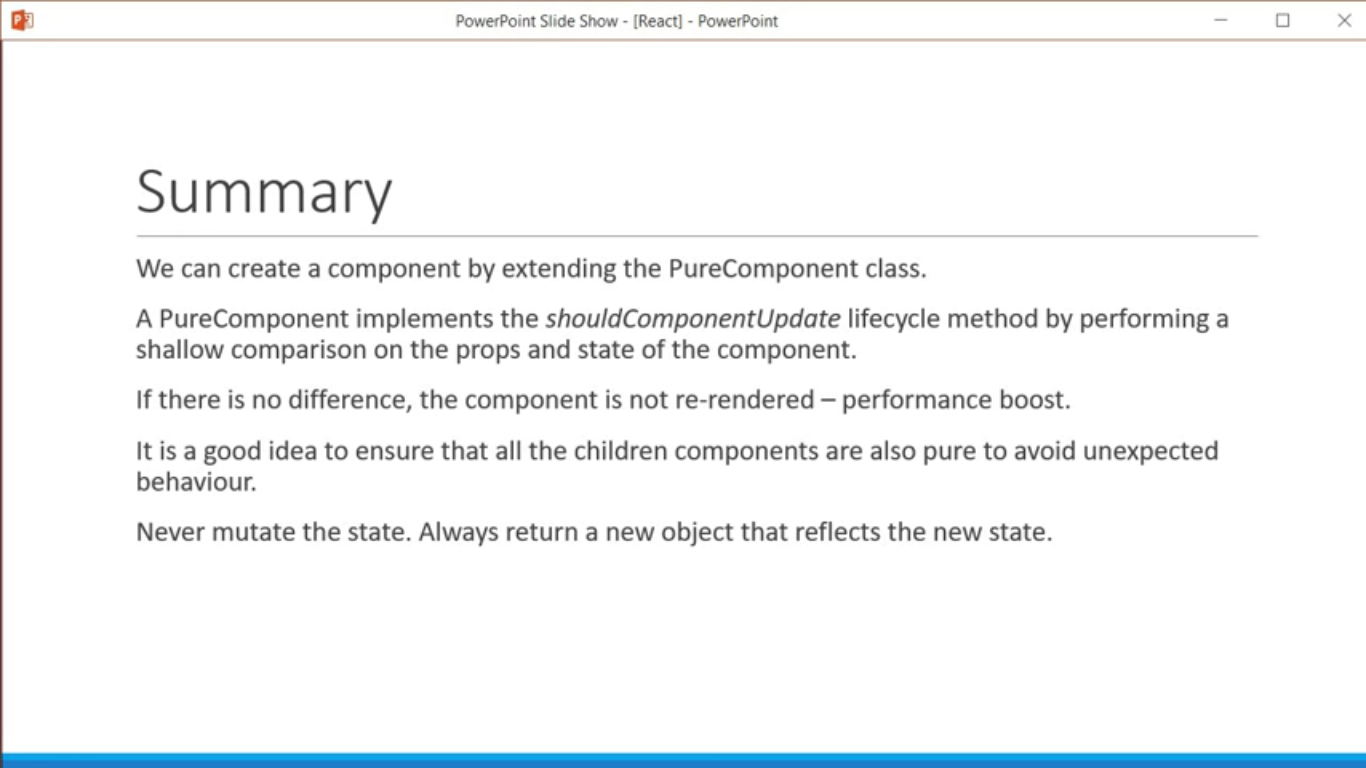 PowerPoint Slide Show - [React] - PowerPoint
Summary
We can create a component by extending the PureComponent class.
A PureComponent implements the shouldComponentUpdate lifecycle method by performing a
shallow comparison on the props and state of the component.
If there is no difference, the component is not re-rendered – performance boost.
It is a good idea to ensure that all the children components are also pure to avoid unexpected
behaviour.
Never mutate the state. Always return a new object that reflects the new state.